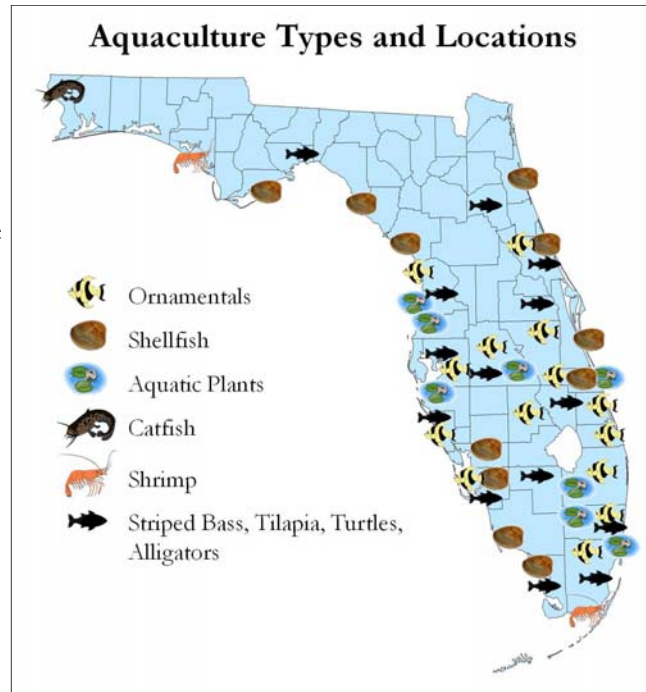 Aquaculture Types and Locations
Ornamentals
Shellfish
Aquatic Plants
Catfish
Shrimp
Striped Bass, Tilapia, Turtles,
Alligators